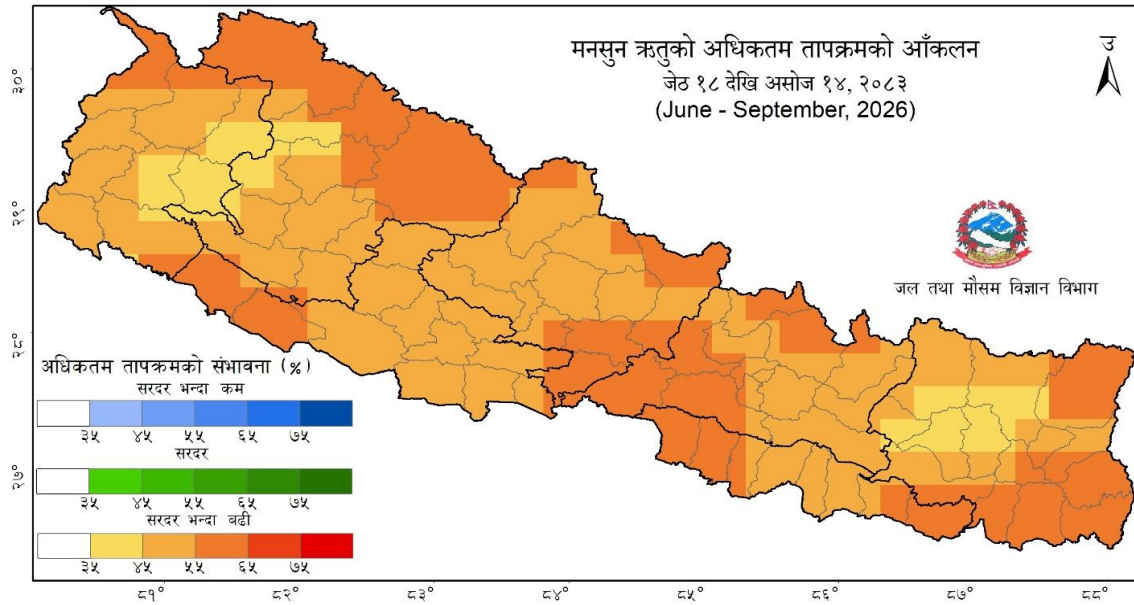 मनसुन ऋतुको अधिकतम तापक्रमको आँकलन
जेठ १८ देखि असोज १४, २०८३
(June - September, 2026)
उ
जल तथा मौसम विज्ञान विभाग
३०°
२९°
२८°
२७°
अधिकतम तापक्रमको संभावना (%)
सरदर भन्दा कम
३५ ४५ ५५ ६५ ७५
सरदर
३५ ४५ ५५ ६५ ७५
सरदर भन्दा बढी
३५ ४५ ५५ ६५ ७५
८१° ८२° ८३° ८४° ८५° ८६° ८७° ८८°